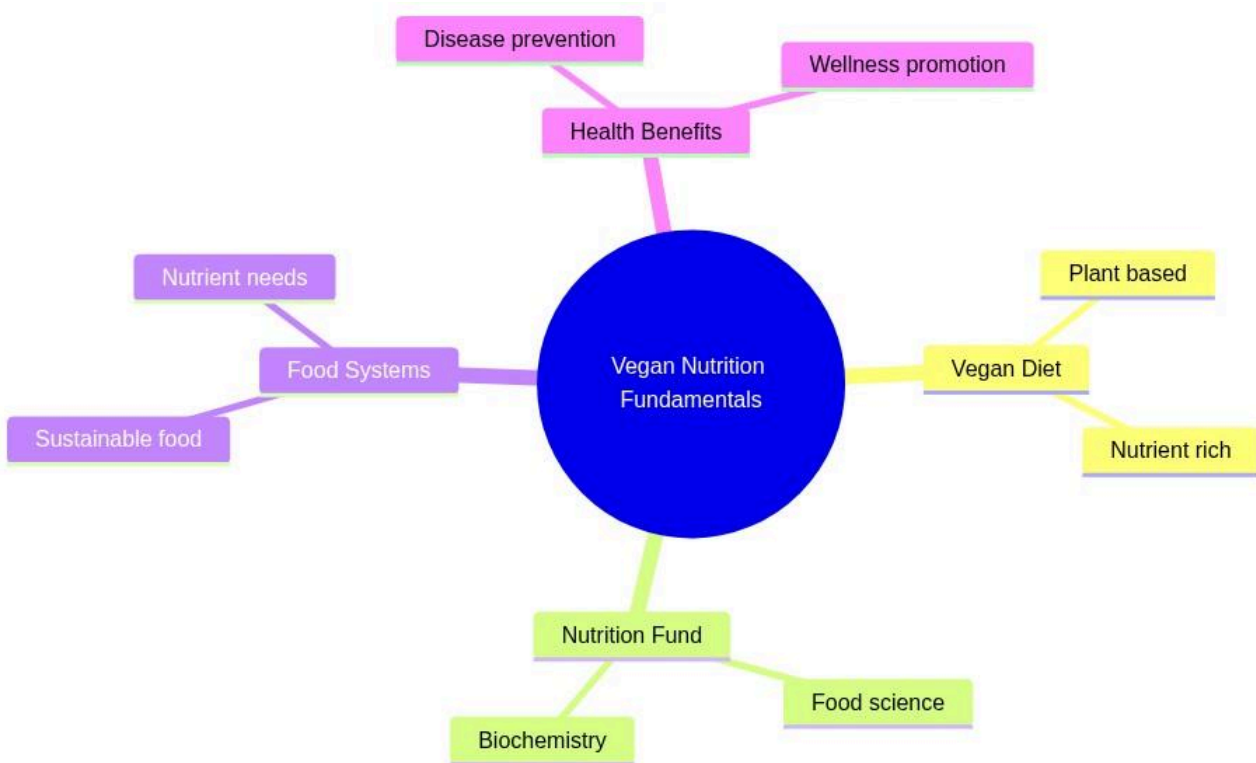 Disease prevention
Wellness promotion
Health Benefits
Nutrient needs
Plant based
Food Systems
Vegan Nutrition
Fundamentals
Vegan Diet
Sustainable food
Nutrient rich
Nutrition Fund
Food science
Biochemistry